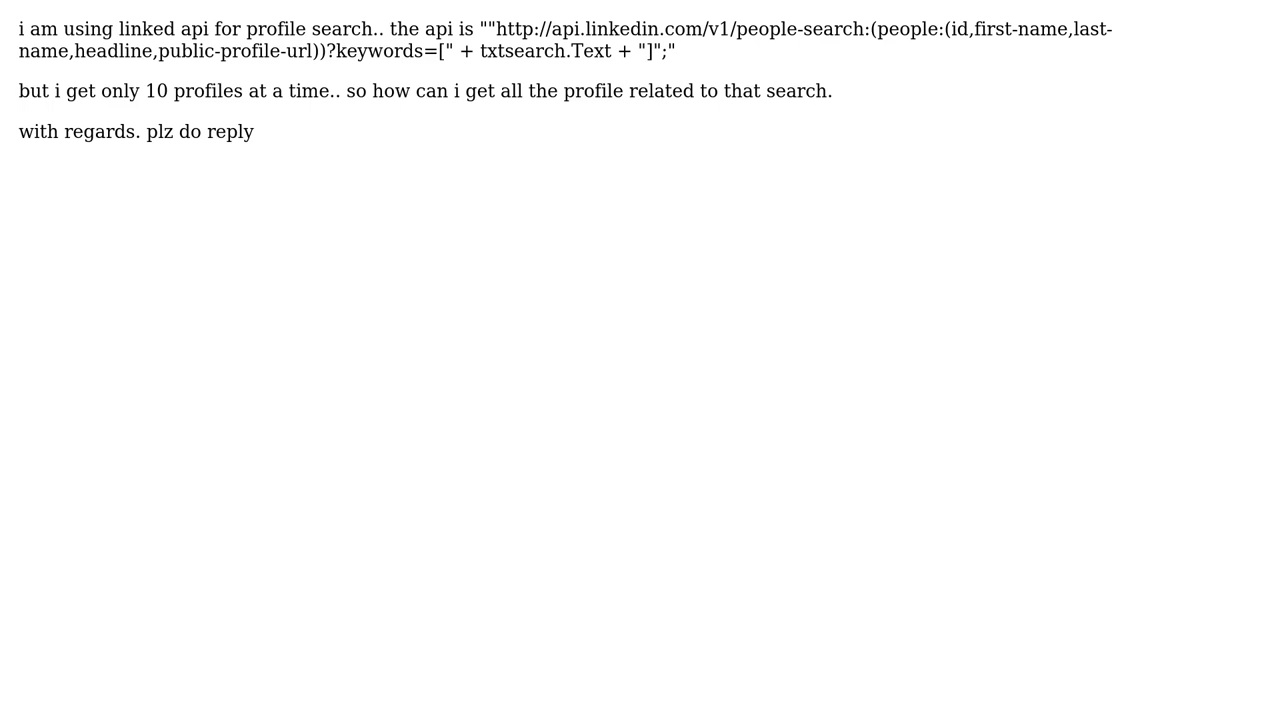 i am using linked api for profile search.. the api is ""http://api.linkedin.com/v1/people-search:(people:(id,first-name,last-
name,headline,public-profile-url))?keywords=[" + txtsearch.Text + "]";"
but i get only 10 profiles at a time.. so how can i get all the profile related to that search.
with regards. plz do reply